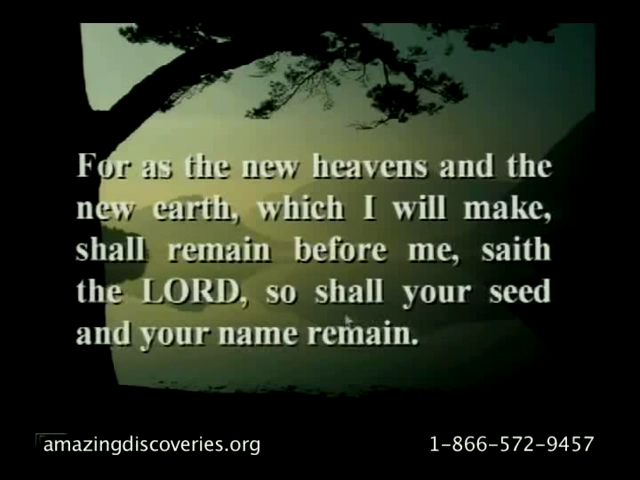 For as the new heavens and the
new earth, which I will make,
shall remain before me, saith
the LORD, so shall your seed
and your name remain.
amazingdiscoveries.org 1-866-572-9457